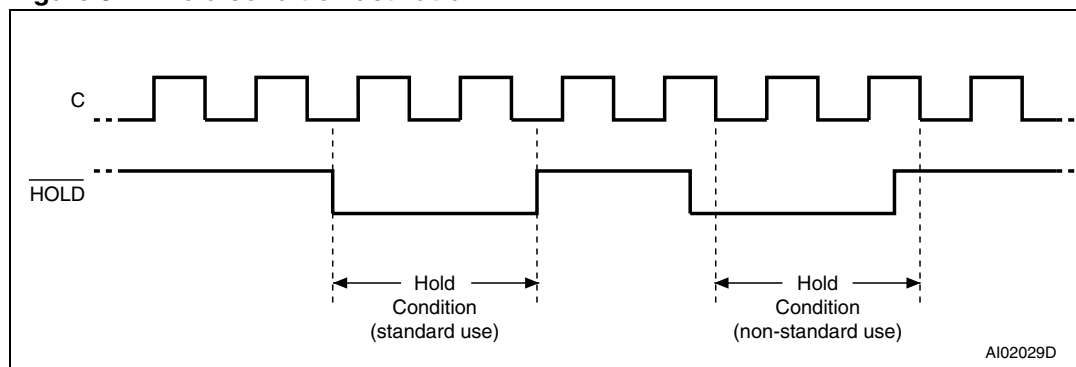 C
HOLD
Hold
Condition
(standard use)
Hold
Condition
(non-standard use)
AI02029D